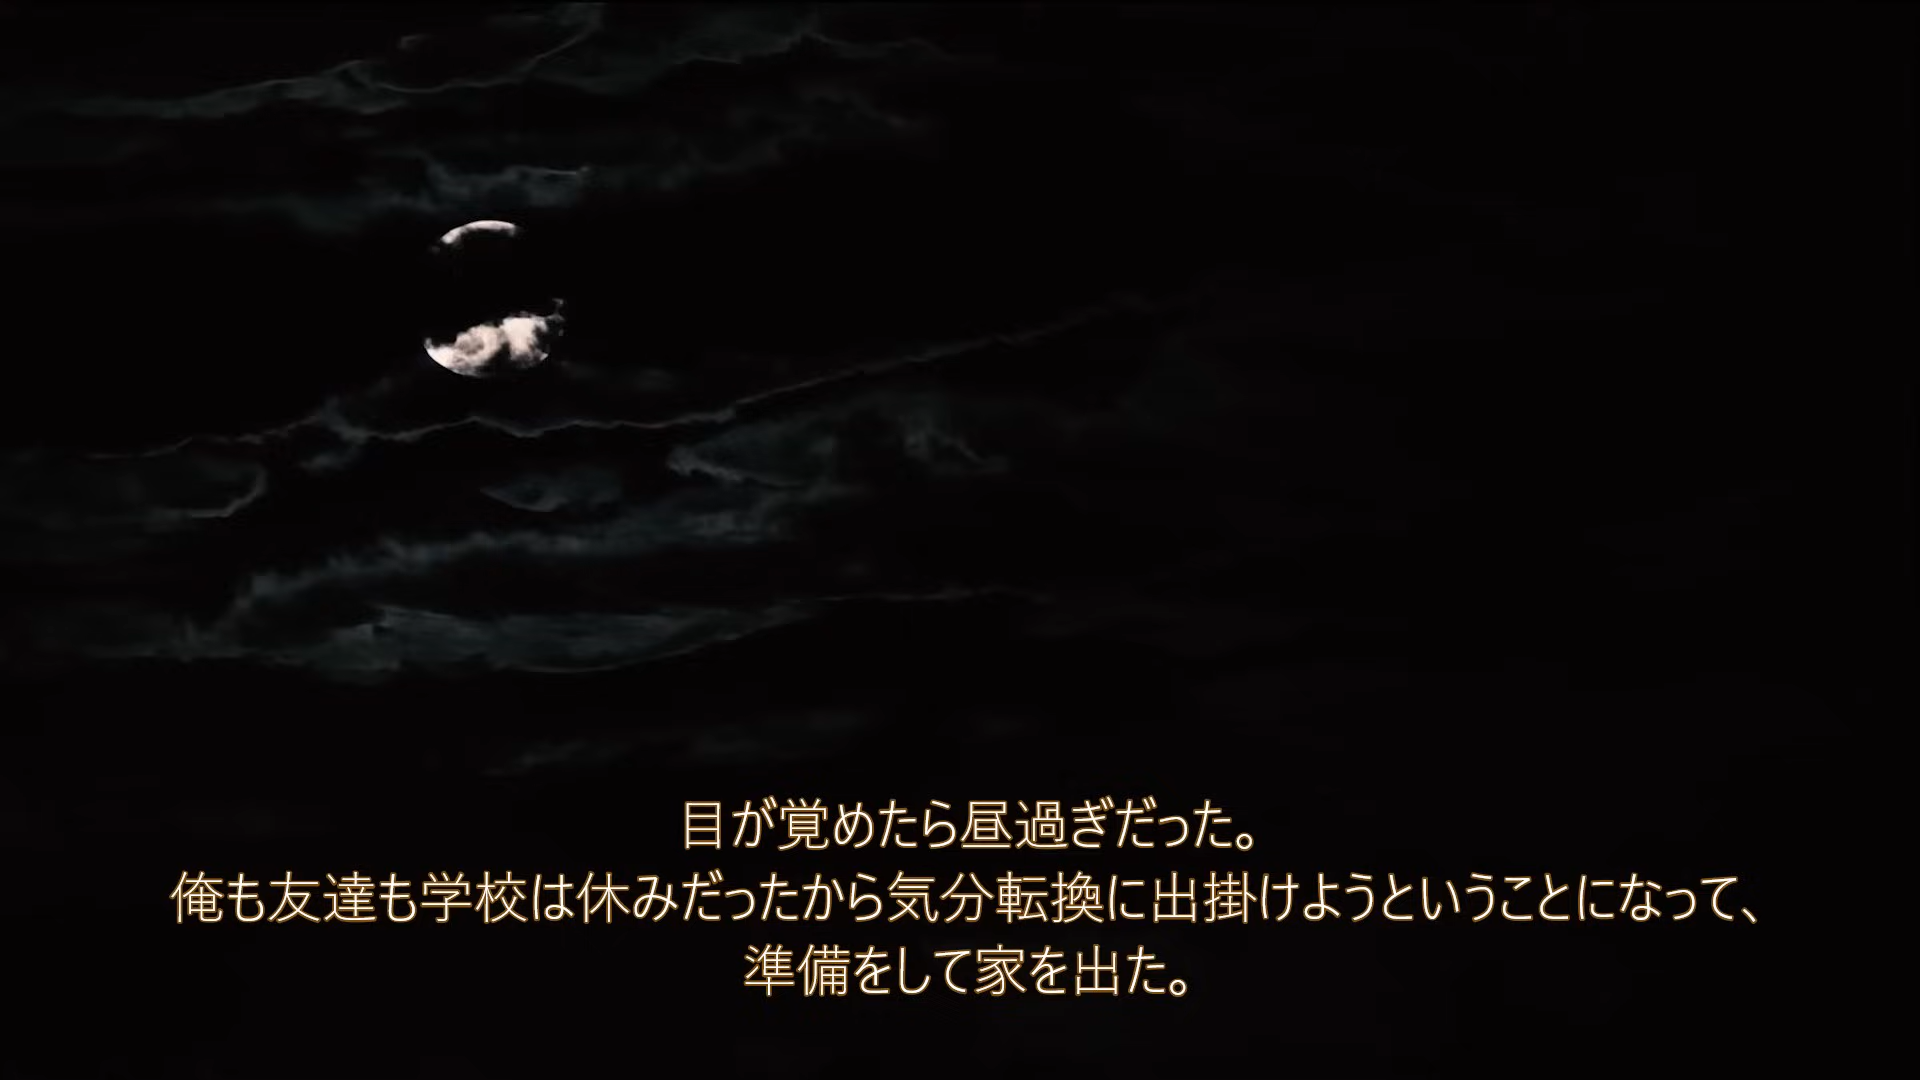 目が覚めたら昼過ぎだった。
俺も友達も学校は休みだったから気分転換に出掛けようということになって、
準備をして家を出た。